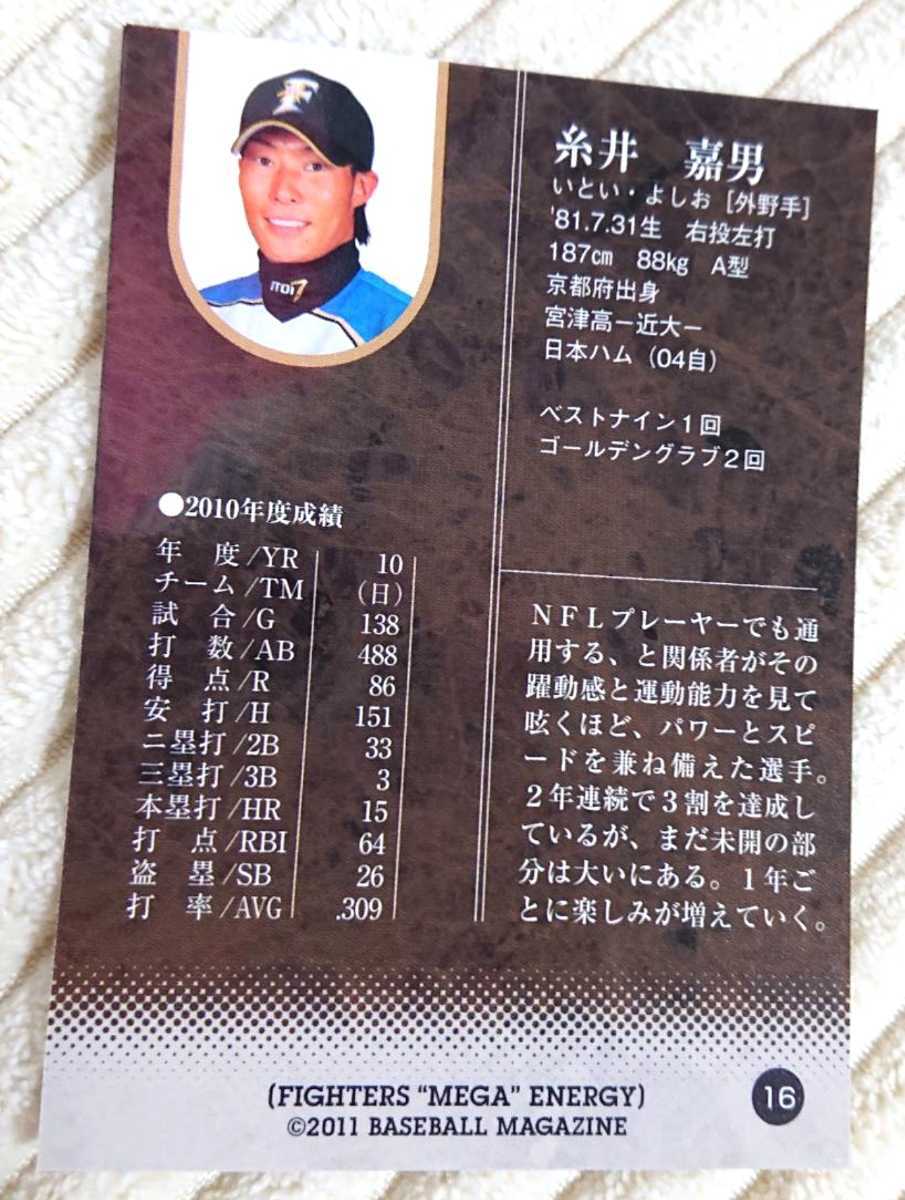 F
ITOI 7
糸井 嘉男
いとい・よしお［外野手］
'81.7.31生 右投左打
187㎝ 88㎏ A型
京都府出身
宮津高－近大－
日本ハム（04自）
ベストナイン1回
ゴールデングラブ2回
●2010年度成績
年度/YR 10
チーム/TM （日）
試合/G 138
打数/AB 488
得点/R 86
安打/H 151
二塁打/2B 33
三塁打/3B 3
本塁打/HR 15
打点/RBI 64
盗塁/SB 26
打率/AVG .309
ＮＦＬプレーヤーでも通
用する、と関係者がその
躍動感と運動能力を見て
呟くほど、パワーとスピ
ードを兼ね備えた選手。
２年連続で３割を達成し
ているが、まだ未開の部
分は大いにある。１年ご
とに楽しみが増えていく。
(FIGHTERS “MEGA” ENERGY)
©2011 BASEBALL MAGAZINE
16